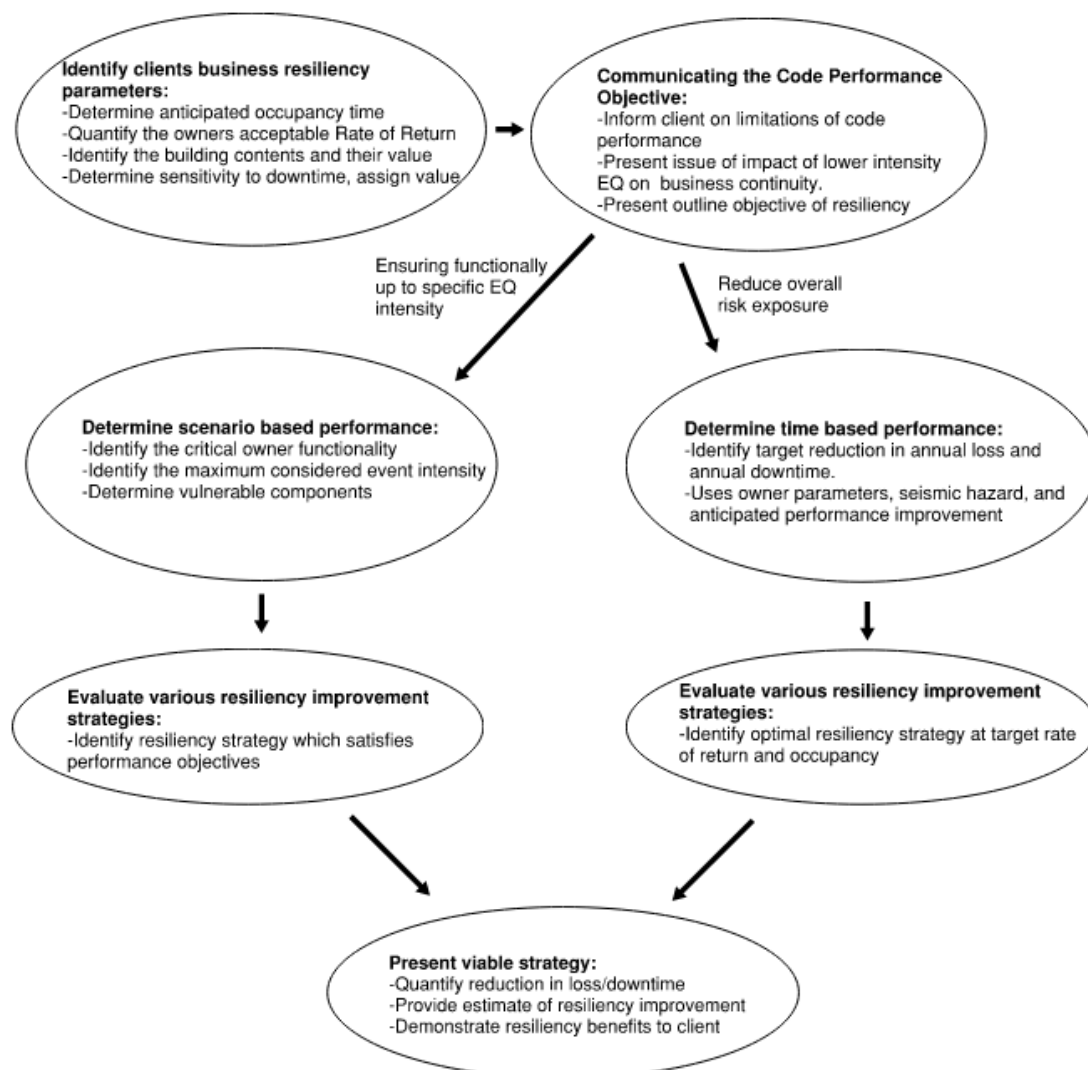 Identify clients business resiliency
parameters:
-Determine anticipated occupancy time
-Quantify the owners acceptable Rate of Return
-Identify the building contents and their value
-Determine sensitivity to downtime, assign value
Communicating the Code Performance
Objective:
-Inform client on limitations of code
performance
-Present issue of impact of lower intensity
EQ on business continuity.
-Present outline objective of resiliency
Ensuring functionally
up to specific EQ
intensity
Reduce overall
risk exposure
Determine scenario based performance:
-Identify the critical owner functionality
-Identify the maximum considered event intensity
-Determine vulnerable components
Determine time based performance:
-Identify target reduction in annual loss and
annual downtime.
-Uses owner parameters, seismic hazard, and
anticipated performance improvement
Evaluate various resiliency improvement
strategies:
-Identify resiliency strategy which satisfies
performance objectives
Evaluate various resiliency improvement
strategies:
-Identify optimal resiliency strategy at target rate
of return and occupancy
Present viable strategy:
-Quantify reduction in loss/downtime
-Provide estimate of resiliency improvement
-Demonstrate resiliency benefits to client